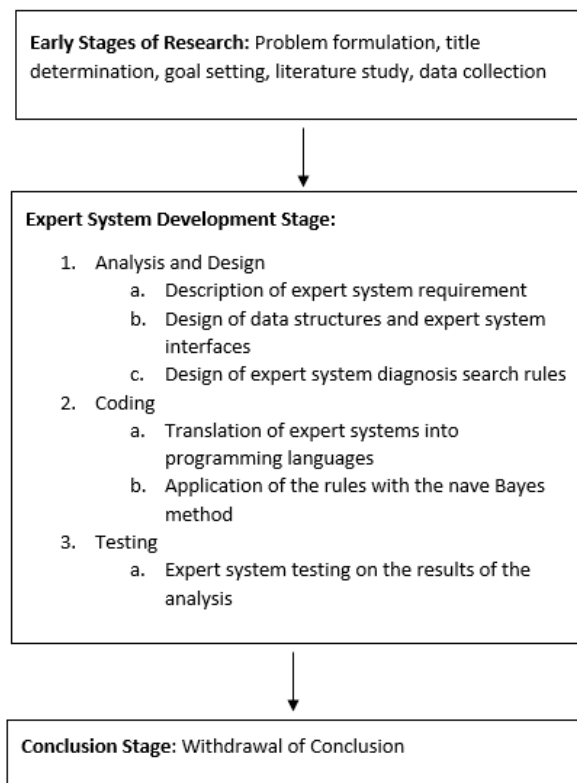 Early Stages of Research: Problem formulation, title
determination, goal setting, literature study, data collection
Expert System Development Stage:
1. Analysis and Design
a. Description of expert system requirement
b. Design of data structures and expert system
interfaces
c. Design of expert system diagnosis search rules
2. Coding
a. Translation of expert systems into
programming languages
b. Application of the rules with the nave Bayes
method
3. Testing
a. Expert system testing on the results of the
analysis
Conclusion Stage: Withdrawal of Conclusion